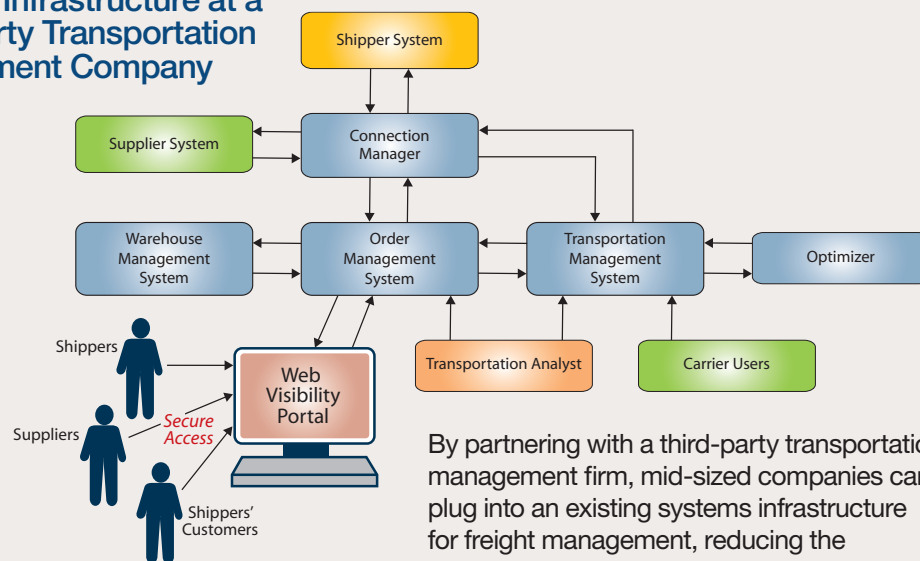 infrastructure at a
rty Transportation
ment Company
Shipper System
Supplier System
Connection
Manager
Warehouse
Management
System
Order
Management
System
Transportation
Management
System
Optimizer
Shippers
Suppliers
Secure
Access
Shippers'
Customers
Web
Visibility
Portal
Transportation Analyst
Carrier Users
By partnering with a third-party transportatio
management firm, mid-sized companies can
plug into an existing systems infrastructure
for freight management, reducing the